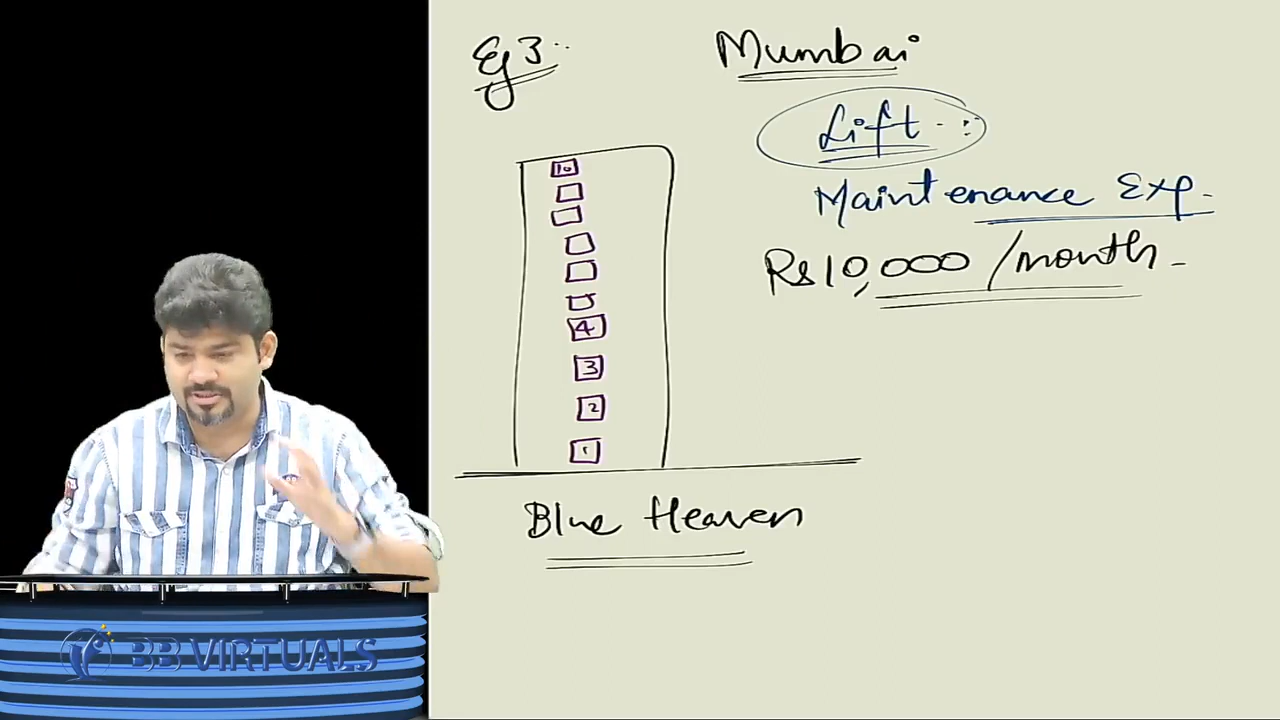 Eg 3..
Mumbai
Lift..:
Maintenance Exp.
Rs 10,000 /month -
10
4
3
2
1
Blue Heaven
BB VIRTUALS